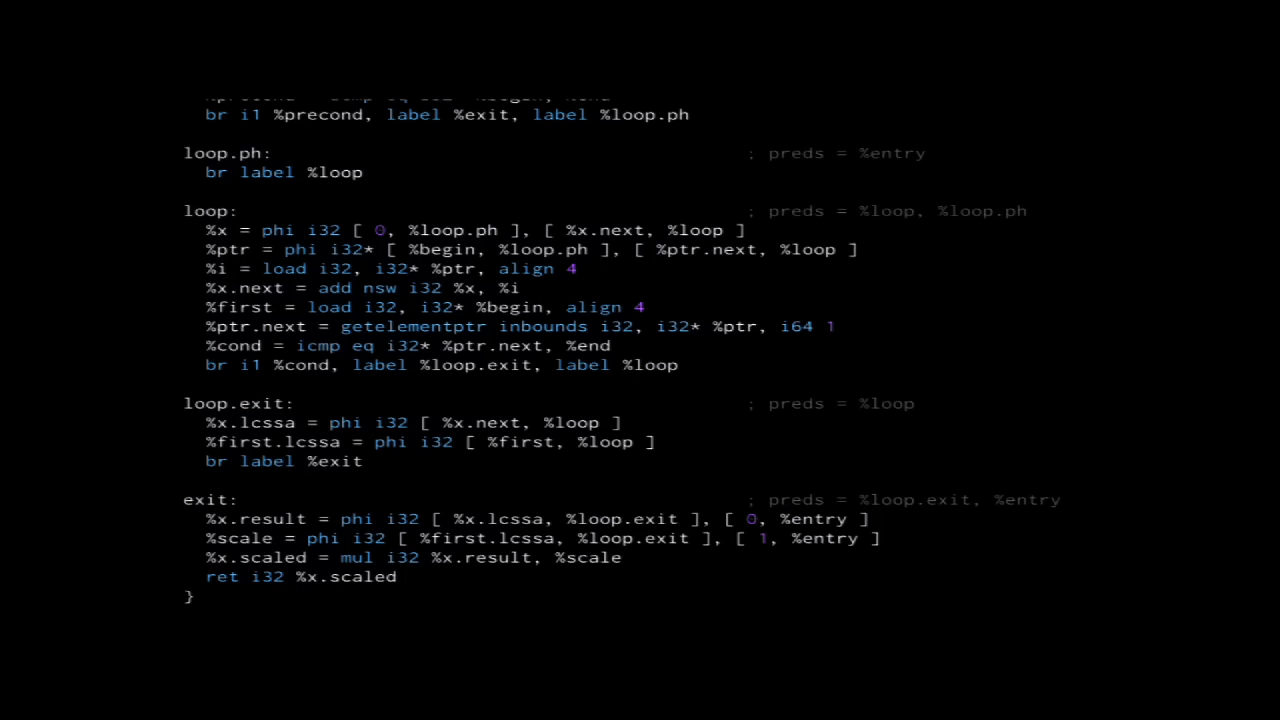 br i1 %precond, label %exit, label %loop.ph
loop.ph: ; preds = %entry
br label %loop
loop: ; preds = %loop, %loop.ph
%x = phi i32 [ 0, %loop.ph ], [ %x.next, %loop ]
%ptr = phi i32* [ %begin, %loop.ph ], [ %ptr.next, %loop ]
%i = load i32, i32* %ptr, align 4
%x.next = add nsw i32 %x, %i
%first = load i32, i32* %begin, align 4
%ptr.next = getelementptr inbounds i32, i32* %ptr, i64 1
%cond = icmp eq i32* %ptr.next, %end
br i1 %cond, label %loop.exit, label %loop
loop.exit: ; preds = %loop
%x.lcssa = phi i32 [ %x.next, %loop ]
%first.lcssa = phi i32 [ %first, %loop ]
br label %exit
exit: ; preds = %loop.exit, %entry
%x.result = phi i32 [ %x.lcssa, %loop.exit ], [ 0, %entry ]
%scale = phi i32 [ %first.lcssa, %loop.exit ], [ 1, %entry ]
%x.scaled = mul i32 %x.result, %scale
ret i32 %x.scaled
}